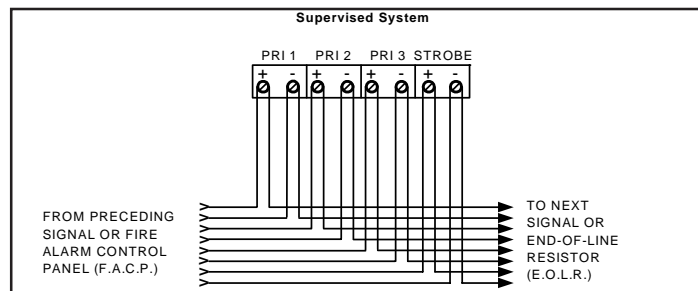 Supervised System
PRI 1 PRI 2 PRI 3 STROBE
+ - + - + - + -
FROM PRECEDING
SIGNAL OR FIRE
ALARM CONTROL
PANEL (F.A.C.P.)
TO NEXT
SIGNAL OR
END-OF-LINE
RESISTOR
(E.O.L.R.)